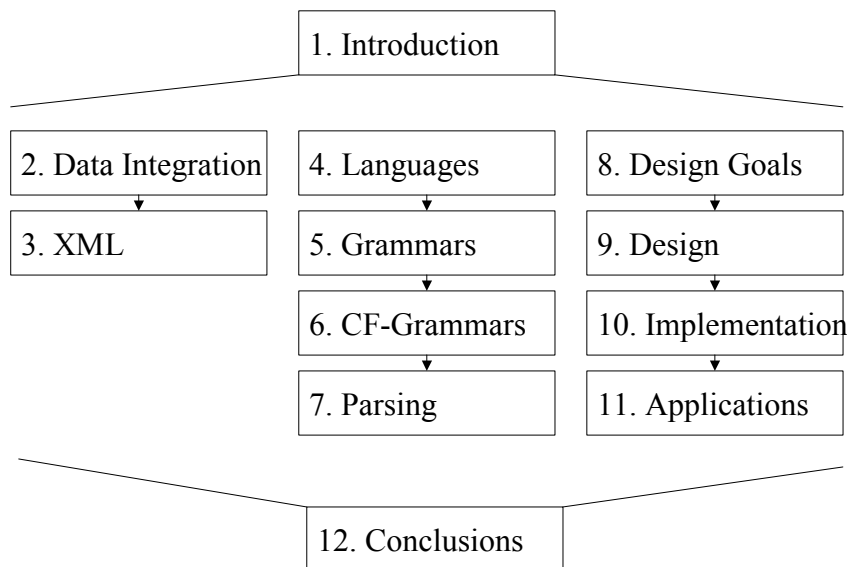 1. Introduction
2. Data Integration
3. XML
4. Languages
5. Grammars
6. CF-Grammars
7. Parsing
8. Design Goals
9. Design
10. Implementation
11. Applications
12. Conclusions